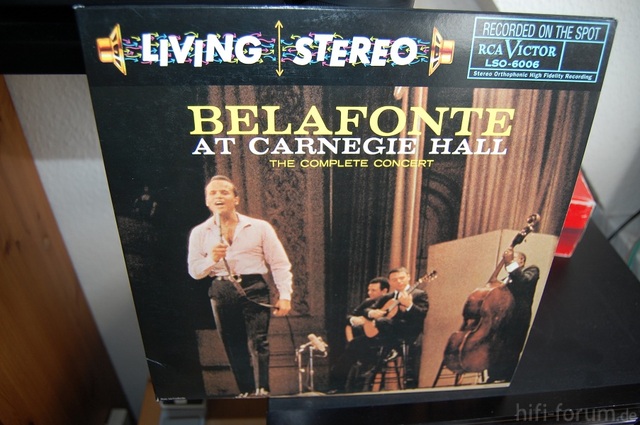 LIVING STEREO
RECORDED ON THE SPOT
RCA VICTOR
LSO-6006
Stereo Orthophonic High Fidelity Recording
BELAFONTE
AT CARNEGIE HALL
THE COMPLETE CONCERT
hifi-forum.de